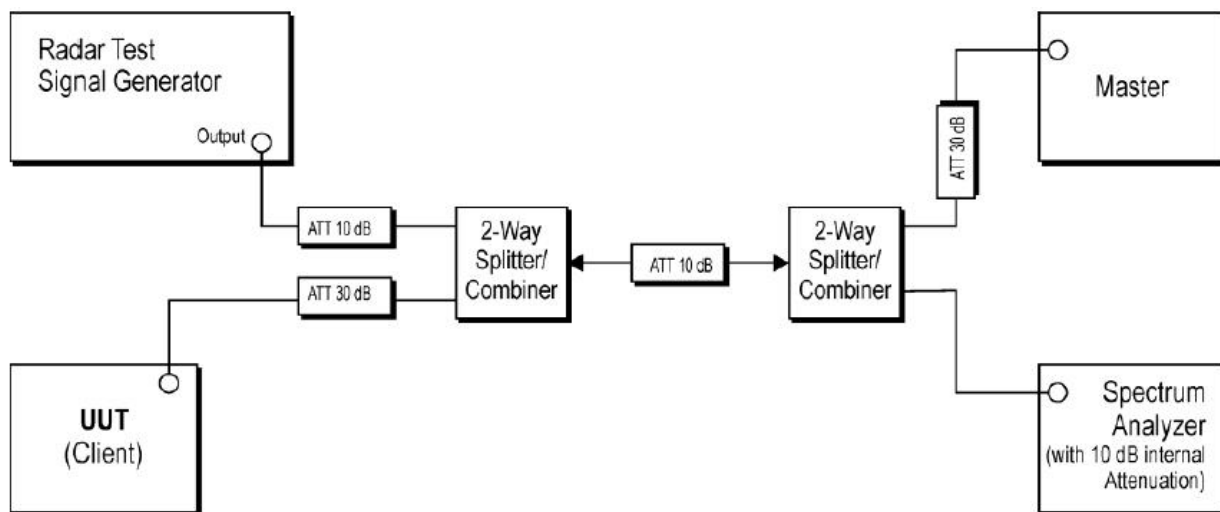 Radar Test
Signal Generator
Output
ATT 10 dB
ATT 30 dB
UUT
(Client)
2-Way
Splitter/
Combiner
ATT 10 dB
2-Way
Splitter/
Combiner
ATT 30 dB
Master
Spectrum
Analyzer
(with 10 dB internal
Attenuation)